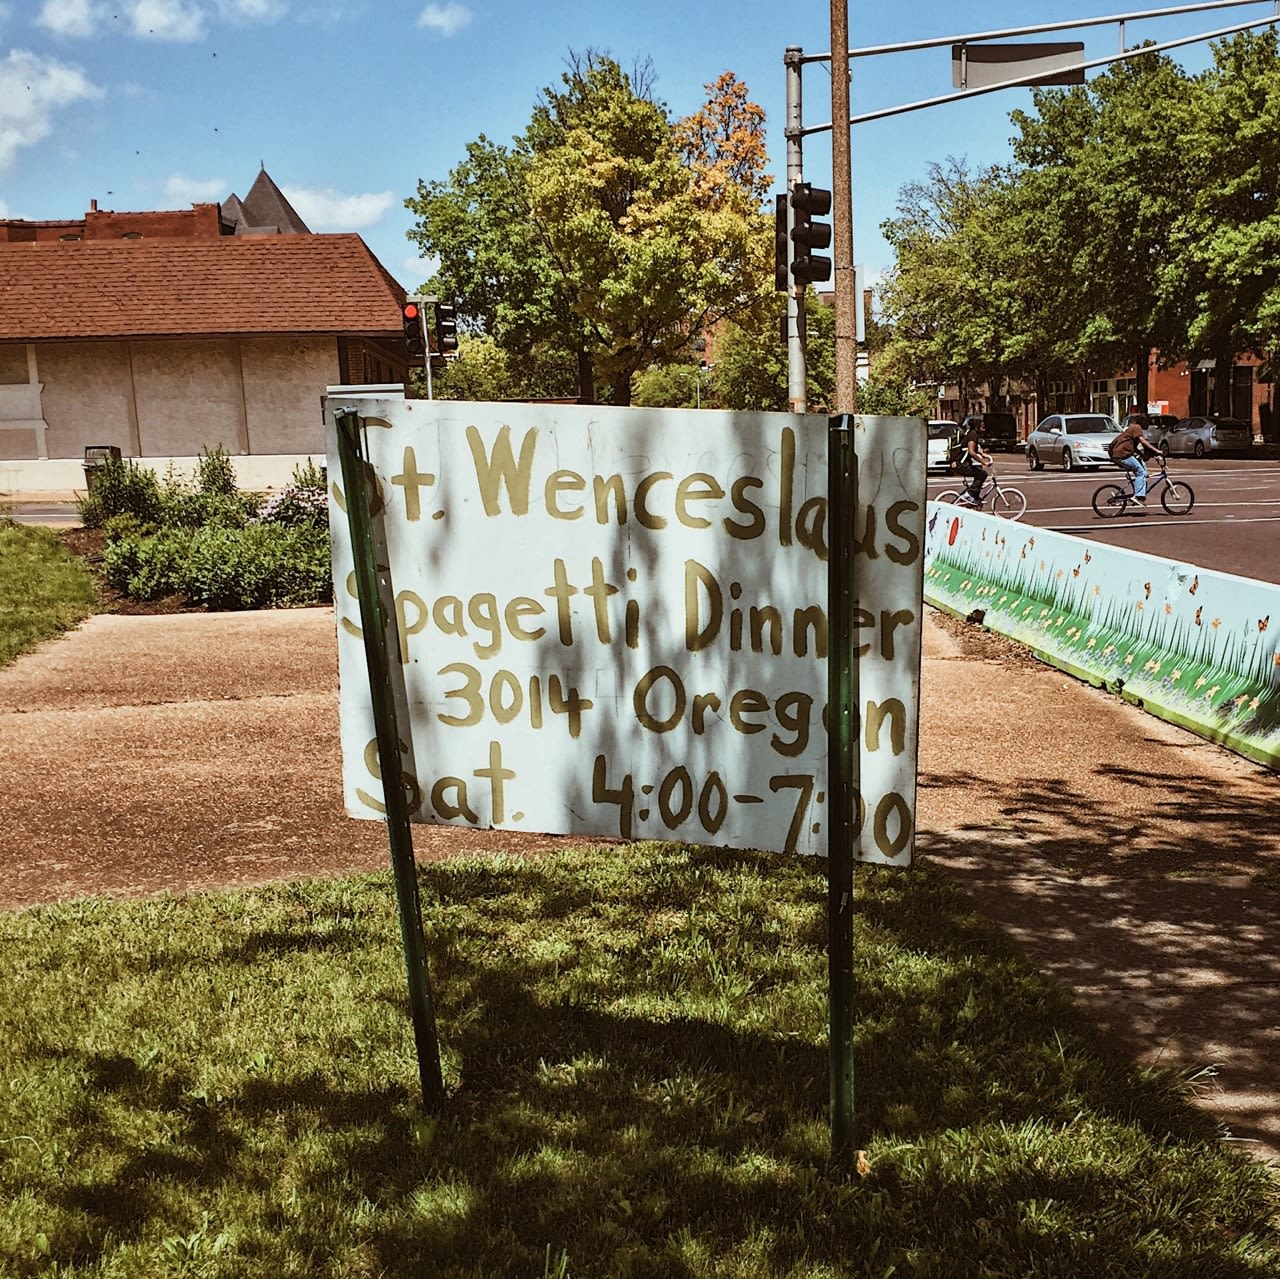 St. Wenceslaus
Spagetti Dinner
3014 Oregon
Sat. 4:00-7:00